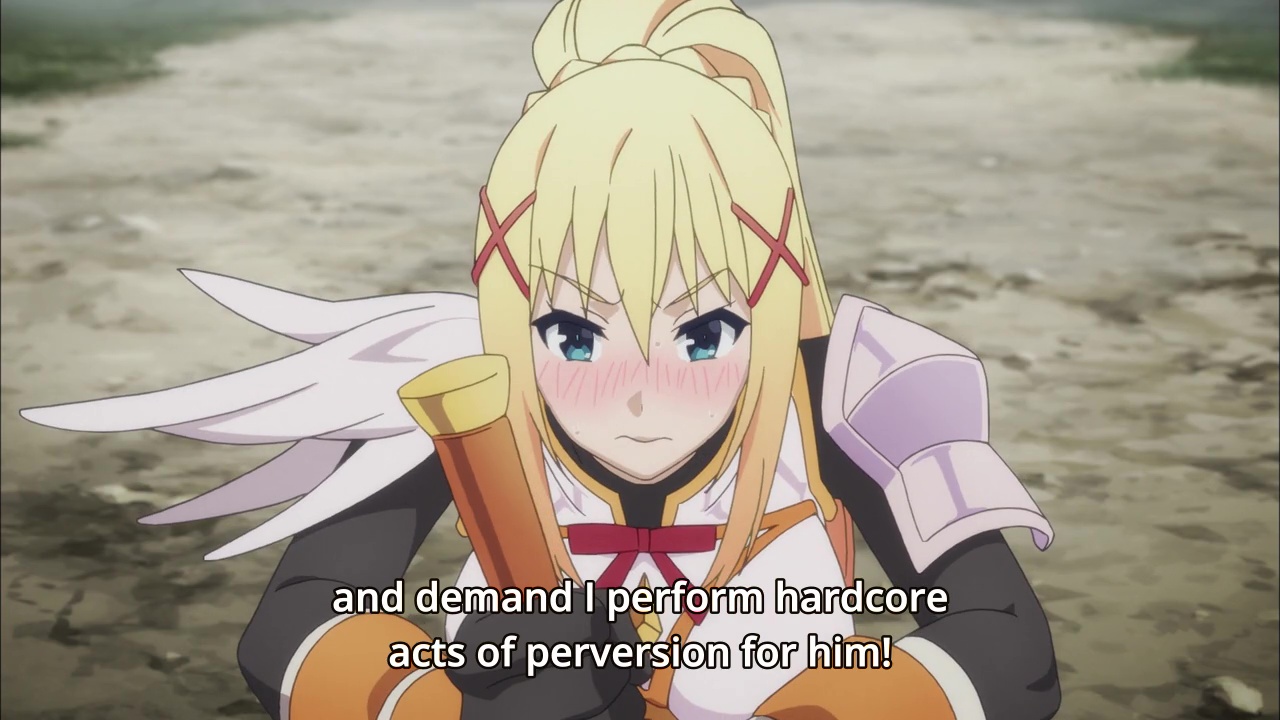 and demand I perform hardcore
acts of perversion for him!